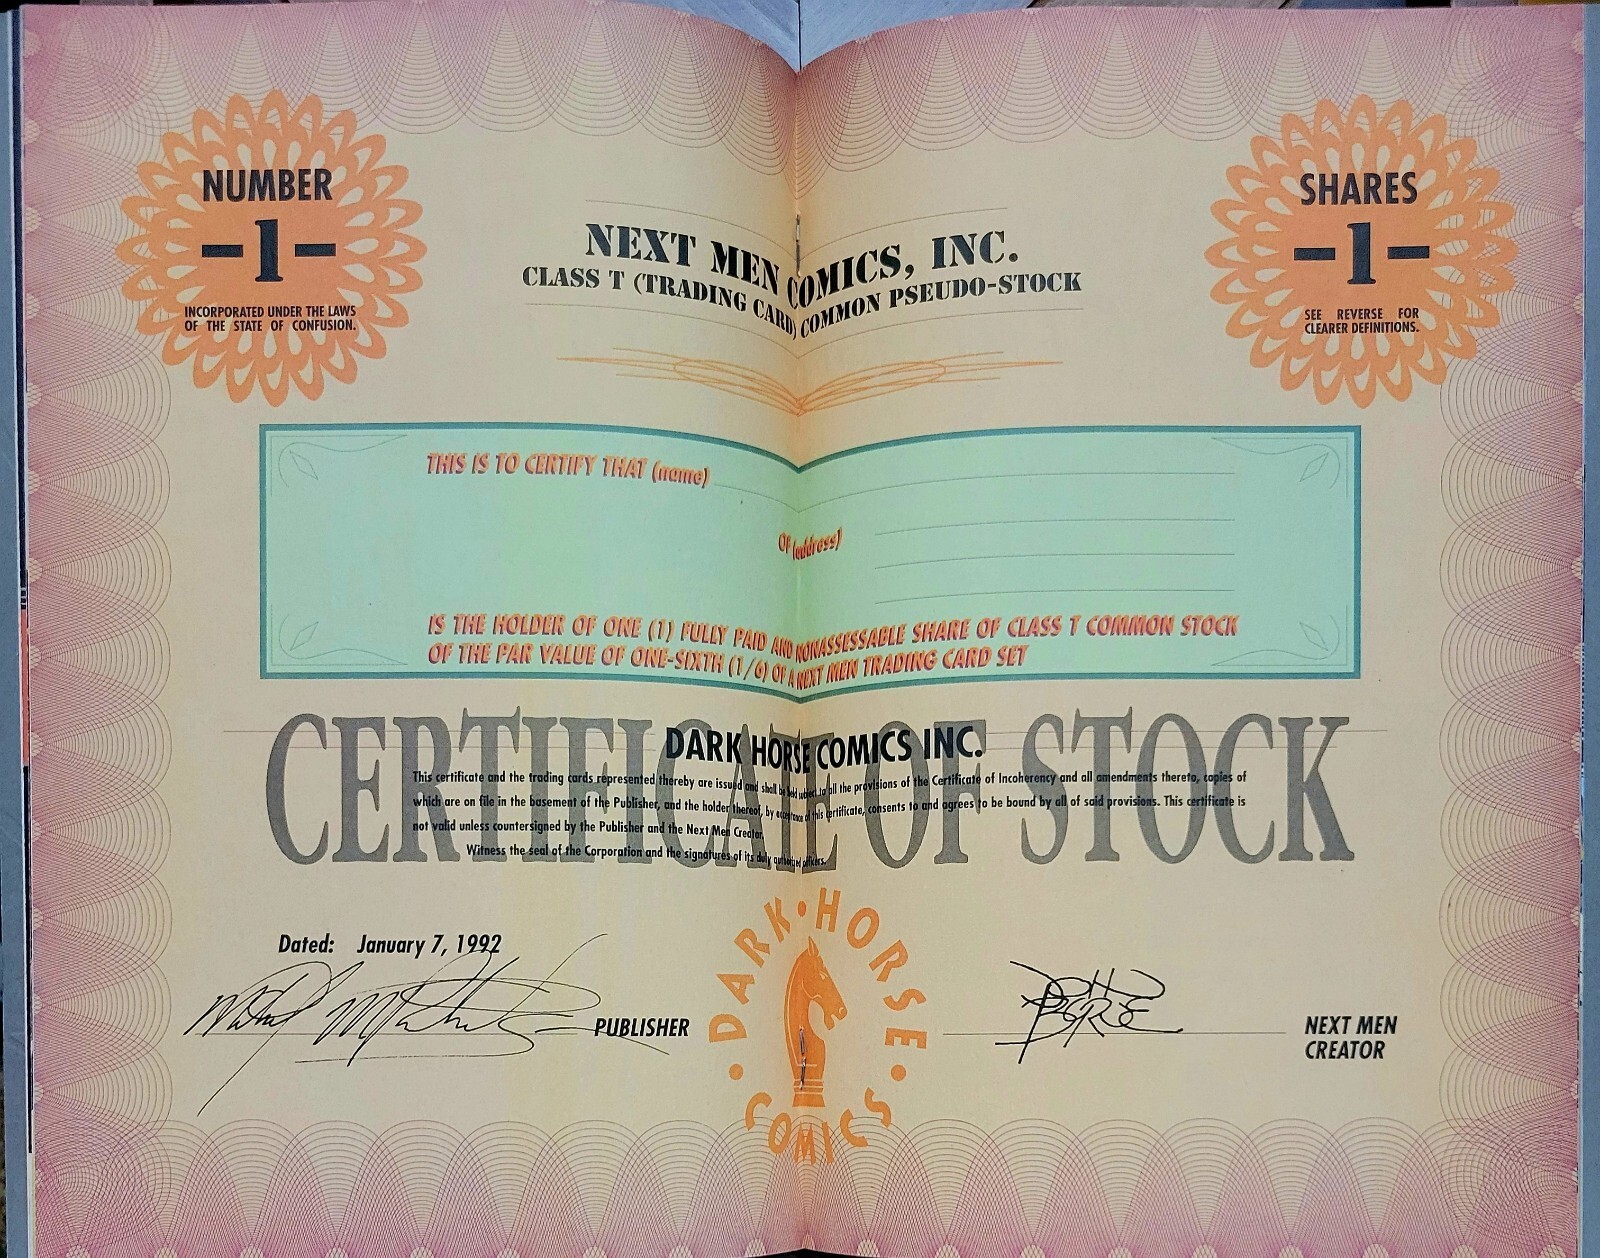 NUMBER
-1-
INCORPORATED UNDER THE LAWS
OF THE STATE OF CONFUSION.
SHARES
-1-
SEE REVERSE FOR
CLEARER DEFINITIONS.
NEXT MEN COMICS, INC.
CLASS T (TRADING CARD) COMMON PSEUDO-STOCK
THIS IS TO CERTIFY THAT (name)
OF (address)
IS THE HOLDER OF ONE (1) FULLY PAID AND NONASSESSABLE SHARE OF CLASS T COMMON STOCK
OF THE PAR VALUE OF ONE-SIXTH (1/6) OF A NEXT MEN TRADING CARD SET
CERTIFICATE OF STOCK
DARK HORSE COMICS INC.
This certificate and the trading cards represented thereby are issued and shall be held subject to all the provisions of the Certificate of Incoherency and all amendments thereto, copies of
which are on file in the basement of the Publisher, and the holder thereof, by acceptance of this certificate, consents to and agrees to be bound by all of said provisions. This certificate is
not valid unless countersigned by the Publisher and the Next Men Creator.
Witness the seal of the Corporation and the signatures of its duly authorized officers.
Dated: January 7, 1992
PUBLISHER
DARK • HORSE • COMICS •
BYRNE
NEXT MEN
CREATOR